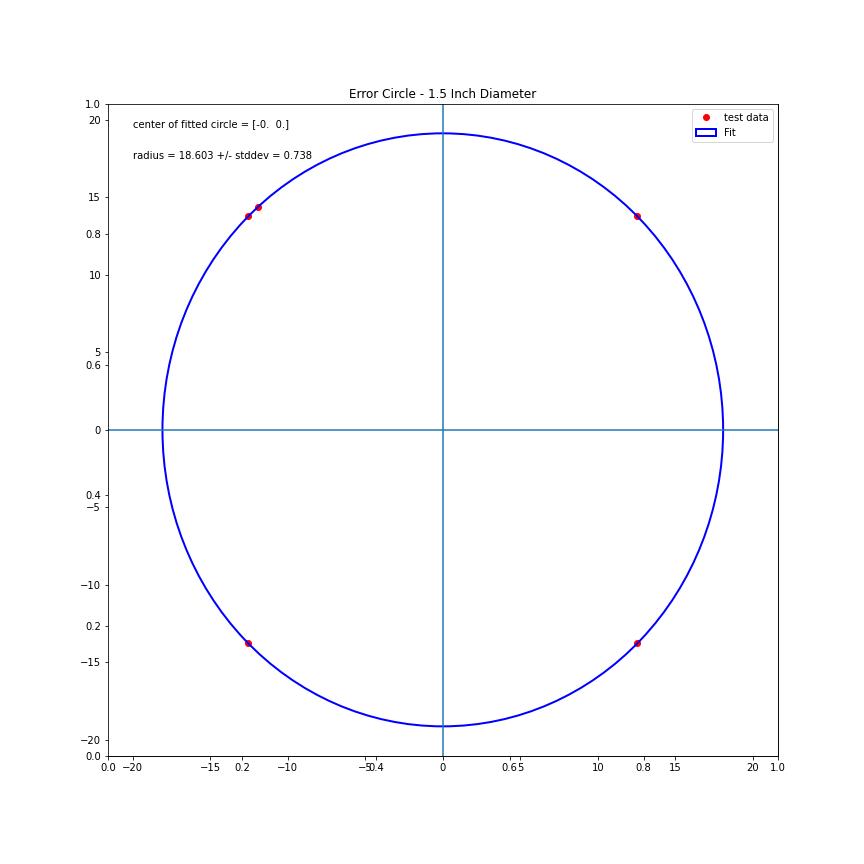 Error Circle - 1.5 Inch Diameter
1.0
20
center of fitted circle = [-0.  0.]
test data
Fit
radius = 18.603 +/- stddev = 0.738
15
0.8
10
5
0.6
0
0.4
−5
−10
0.2
−15
−20
0.0
0.0 −20 −15 0.2 −10 −5 0.4 0 0.6 5 10 0.8 15 20 1.0